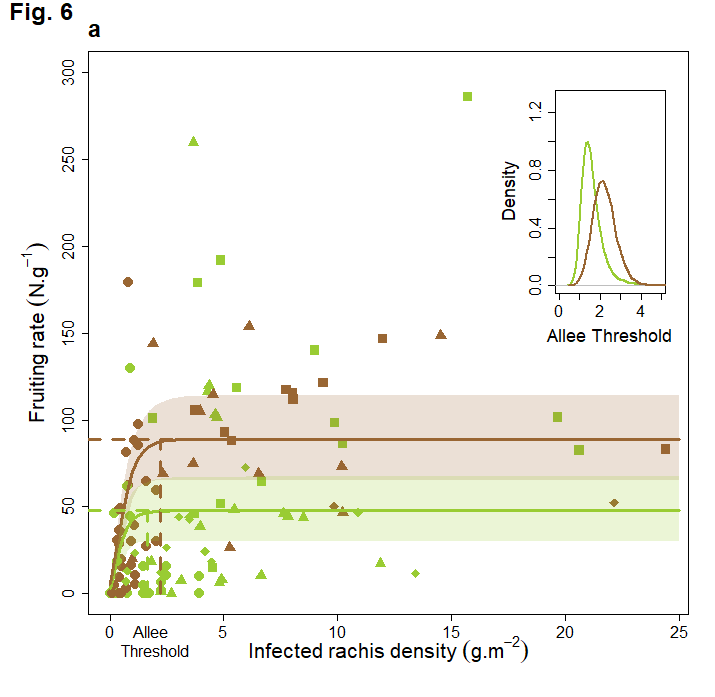 Fig. 6
a
300
250
200
150
100
50
0
Fruiting rate (N.g⁻¹)
0
5
10
15
20
25
Allee
Threshold
Infected rachis density (g.m⁻²)
1.2
0.8
0.4
0.0
Density
0
2
4
Allee Threshold